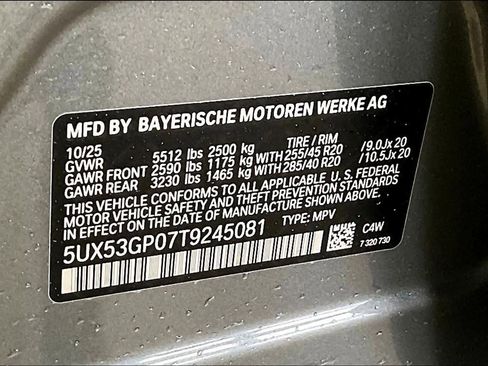 MFD BY BAYERISCHE MOTOREN WERKE AG
10/25 TIRE / RIM
GVWR 5512 lbs 2500 kg
GAWR FRONT 2590 lbs 1175 kg WITH 255/45 R20 / 9.0Jx 20
GAWR REAR 3230 lbs 1465 kg WITH 285/40 R20 / 10.5Jx 20
THIS VEHICLE CONFORMS TO ALL APPLICABLE U. S. FEDERAL
MOTOR VEHICLE SAFETY AND THEFT PREVENTION STANDARDS
IN EFFECT ON THE DATE OF MANUFACTURE SHOWN ABOVE.
5UX53GP07T9245081 TYPE: MPV
C4W
7 320 730